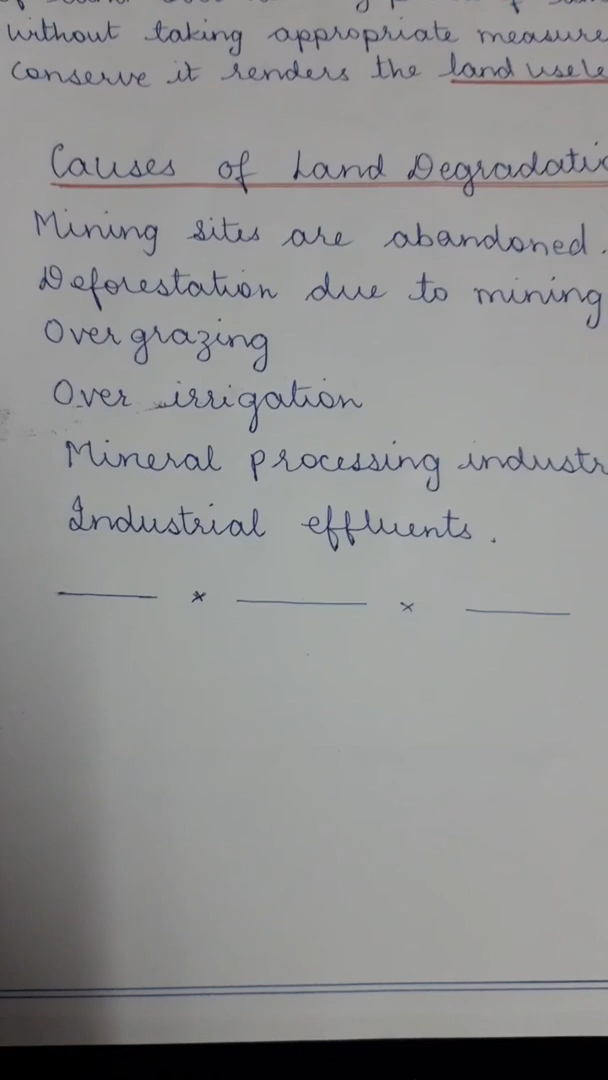 without taking appropriate measure
conserve it renders the land usele
Causes of Land Degradatio
Mining sites are abandoned.
Deforestation due to mining
Over grazing
Over irrigation
Mineral processing industr
Industrial effluents.